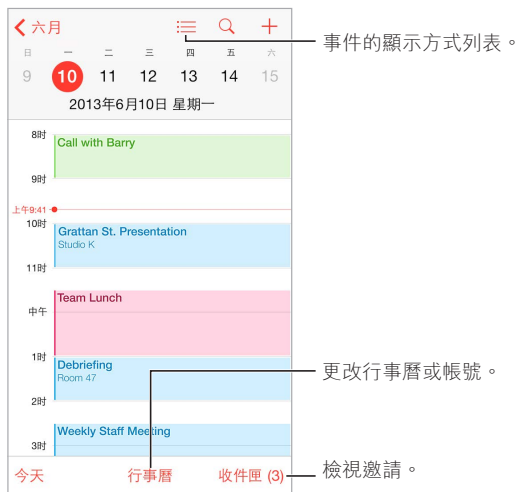 六月
事件的顯示方式列表。
日 一 二 三 四 五 六
9 10 11 12 13 14 15
2013年6月10日 星期一
8时
Call with Barry
9时
上午9:41
10时
Grattan St. Presentation
Studio K
11时
Team Lunch
中午
1时
Debriefing
Room 47
更改行事曆或帳號。
2时
Weekly Staff Meeting
3时
今天 行事曆 收件匣 (3)
檢視邀請。